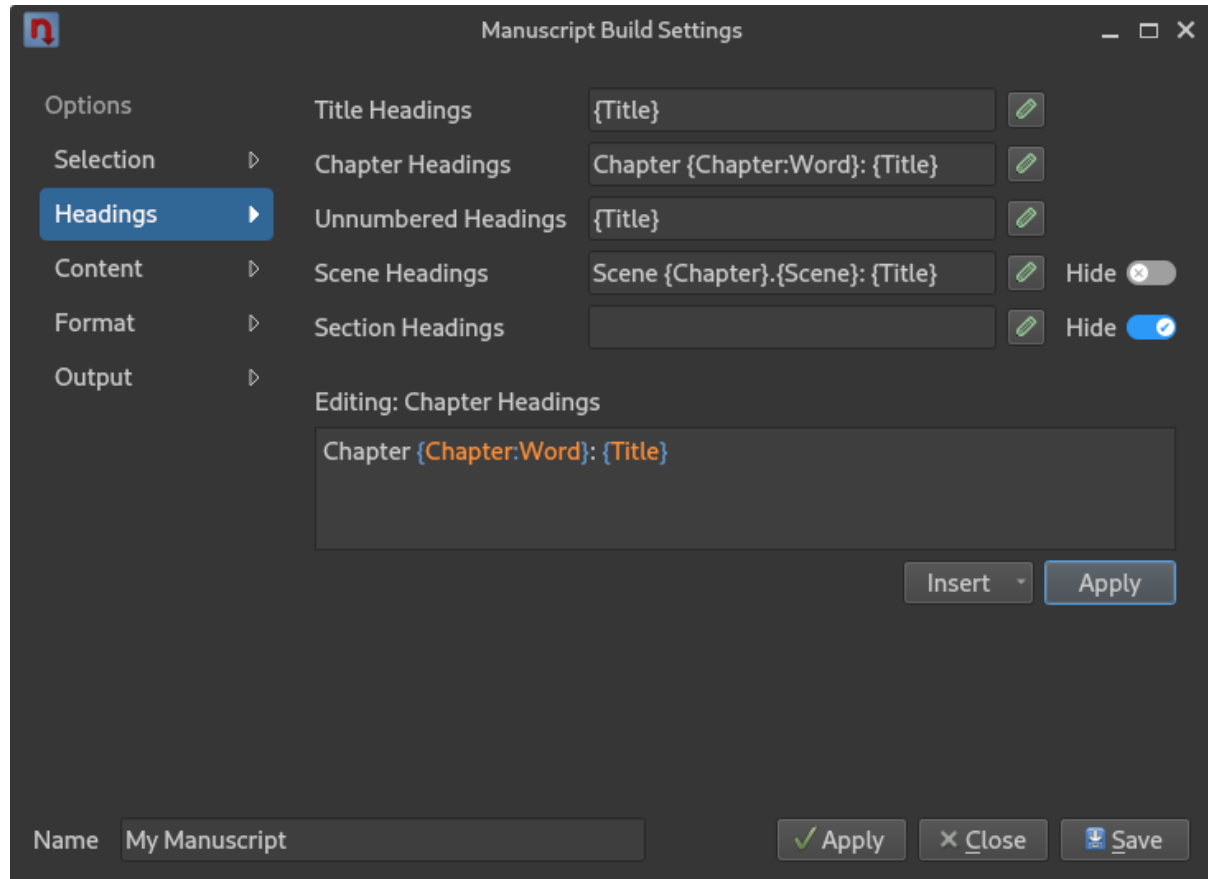 Manuscript Build Settings
Options
Selection
Headings
Content
Format
Output
Title Headings {Title}
Chapter Headings Chapter {Chapter:Word}: {Title}
Unnumbered Headings {Title}
Scene Headings Scene {Chapter}.{Scene}: {Title} Hide
Section Headings Hide
Editing: Chapter Headings
Chapter {Chapter:Word}: {Title}
Insert Apply
Name My Manuscript Apply Close Save